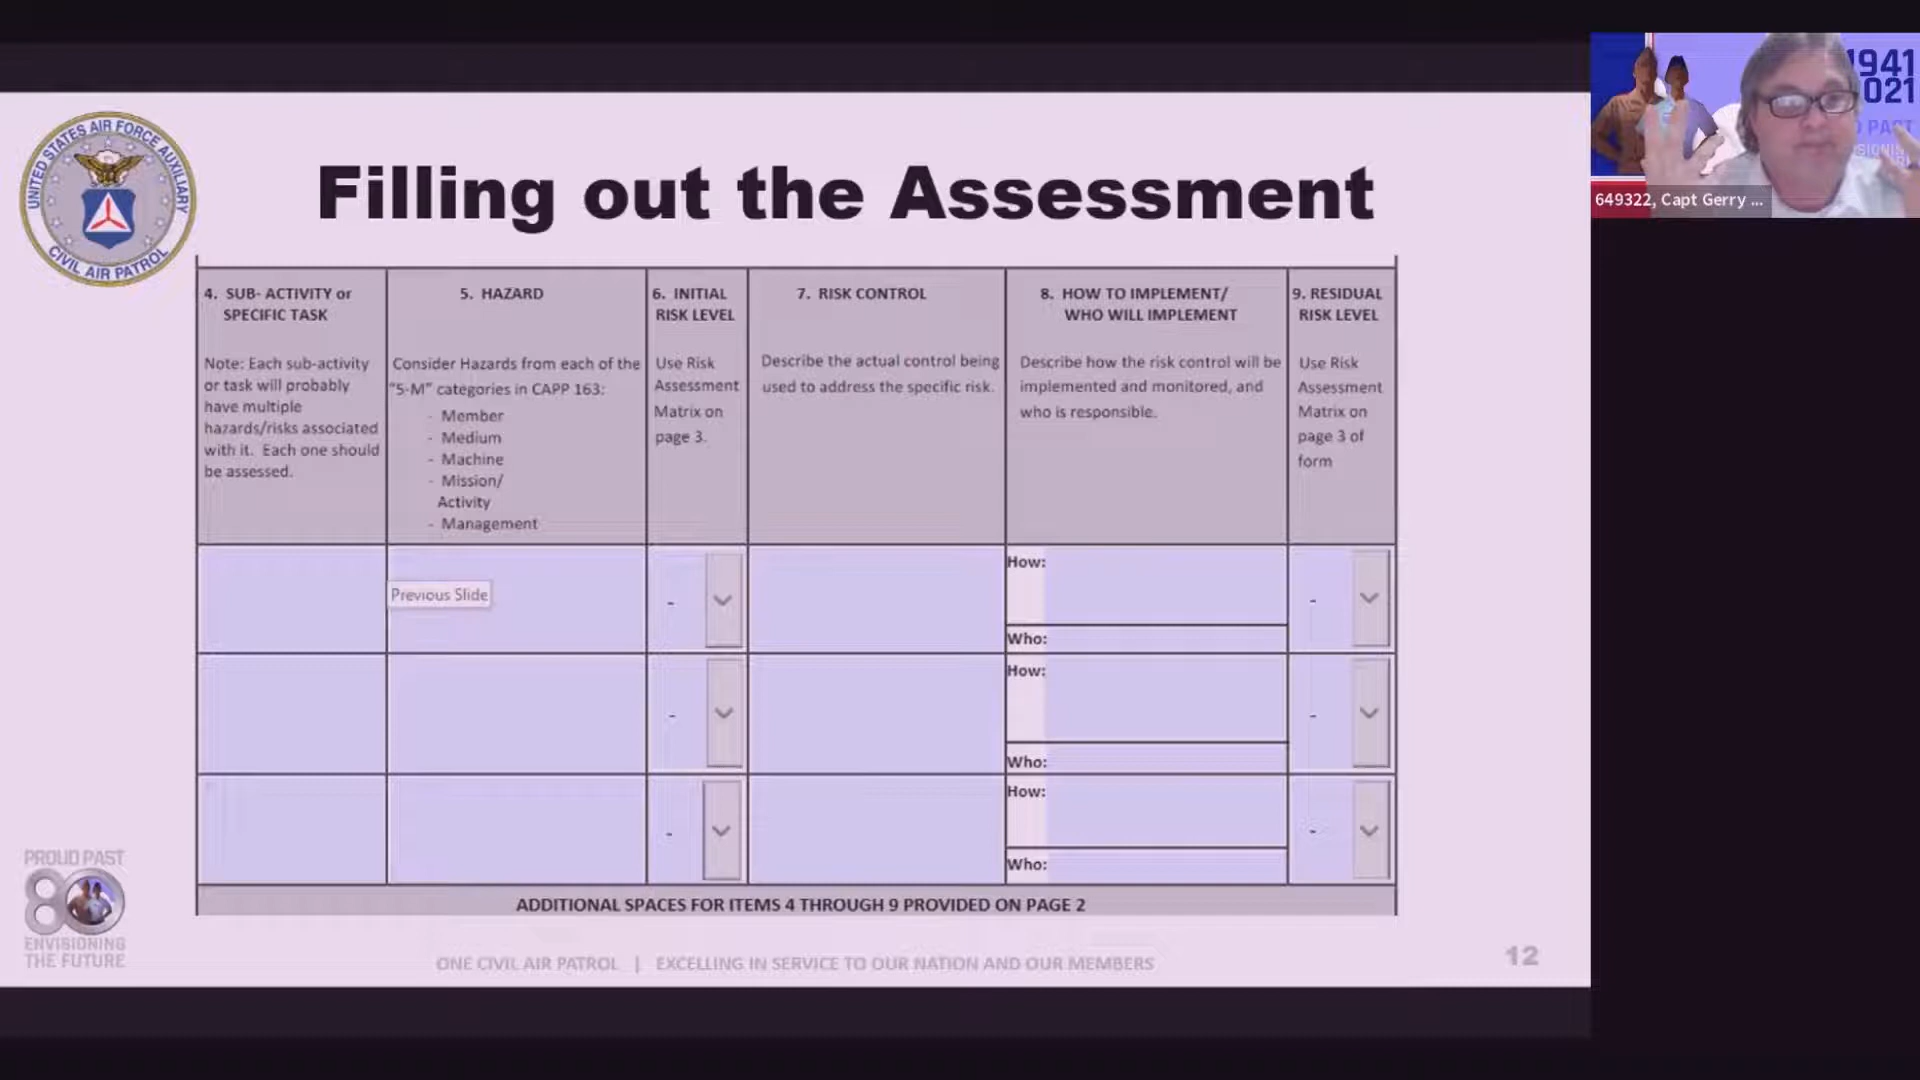 UNITED STATES AIR FORCE AUXILIARY
CIVIL AIR PATROL
Filling out the Assessment
1941
021
D PAST
649322, Capt Gerry ...
4. SUB- ACTIVITY or
SPECIFIC TASK
Note: Each sub-activity
or task will probably
have multiple
hazards/risks associated
with it. Each one should
be assessed.
5. HAZARD
Consider Hazards from each of the
"5-M" categories in CAPP 163:
- Member
- Medium
- Machine
- Mission/
Activity
- Management
6. INITIAL
RISK LEVEL
Use Risk
Assessment
Matrix on
page 3.
7. RISK CONTROL
Describe the actual control being
used to address the specific risk.
8. HOW TO IMPLEMENT/
WHO WILL IMPLEMENT
Describe how the risk control will be
implemented and monitored, and
who is responsible.
9. RESIDUAL
RISK LEVEL
Use Risk
Assessment
Matrix on
page 3 of
form
Previous Slide
-
How:
Who:
-
-
How:
Who:
-
-
How:
Who:
-
ADDITIONAL SPACES FOR ITEMS 4 THROUGH 9 PROVIDED ON PAGE 2
PROUD PAST
80
ENVISIONING
THE FUTURE
ONE CIVIL AIR PATROL | EXCELLING IN SERVICE TO OUR NATION AND OUR MEMBERS
12